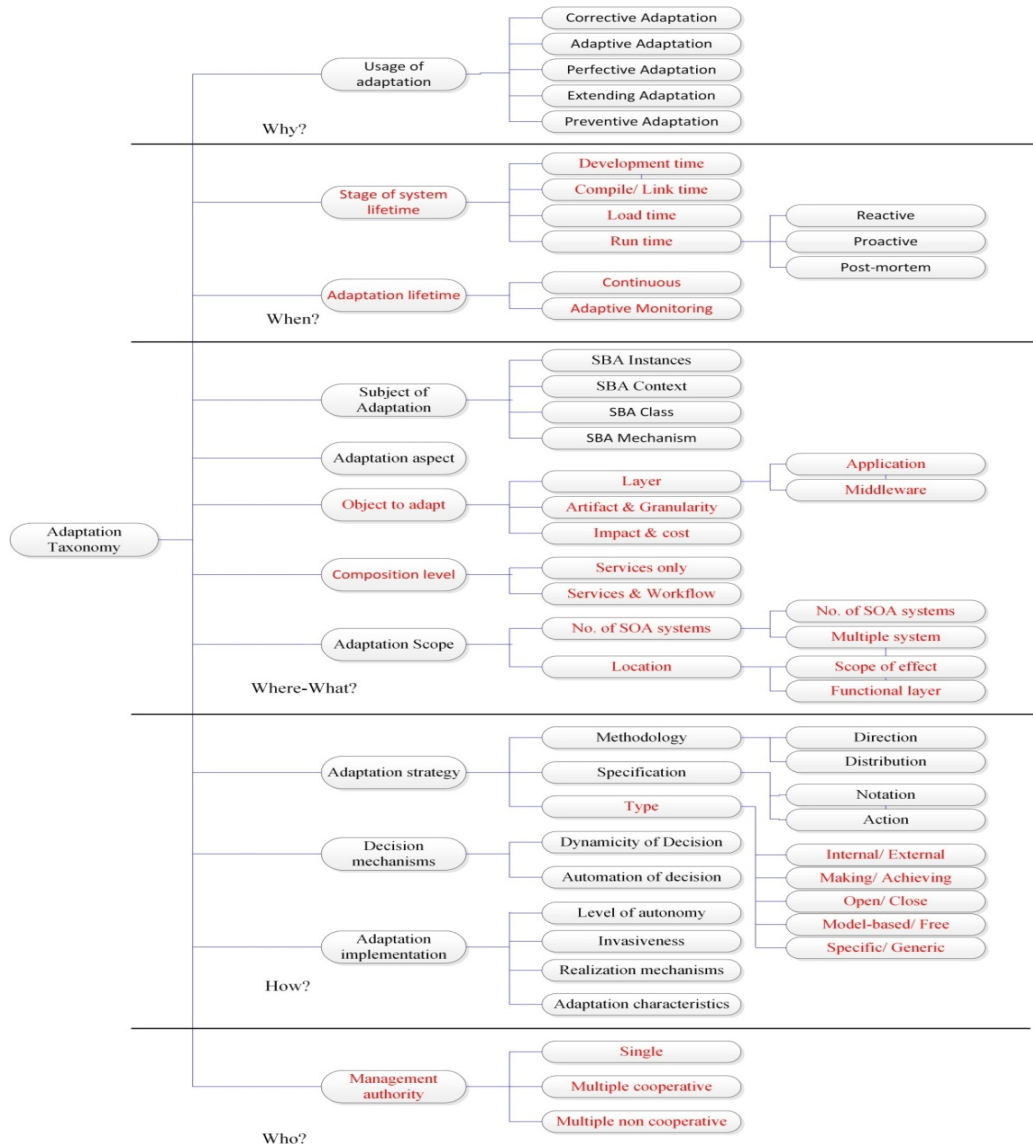 Corrective Adaptation
Adaptive Adaptation
Usage of
adaptation
Perfective Adaptation
Extending Adaptation
Preventive Adaptation
Why?
Development time
Stage of system
lifetime
Compile/ Link time
Load time
Run time
Reactive
Proactive
Post-mortem
Adaptation lifetime
Continuous
Adaptive Monitoring
When?
Subject of
Adaptation
SBA Instances
SBA Context
SBA Class
SBA Mechanism
Adaptation aspect
Object to adapt
Layer
Application
Middleware
Artifact & Granularity
Impact & cost
Adaptation
Taxonomy
Composition level
Services only
Services & Workflow
Adaptation Scope
No. of SOA systems
No. of SOA systems
Multiple system
Location
Scope of effect
Functional layer
Where-What?
Adaptation strategy
Methodology
Direction
Distribution
Specification
Notation
Action
Type
Internal/ External
Making/ Achieving
Open/ Close
Model-based/ Free
Specific/ Generic
Decision
mechanisms
Dynamicity of Decision
Automation of decision
Adaptation
implementation
Level of autonomy
Invasiveness
Realization mechanisms
Adaptation characteristics
How?
Management
authority
Single
Multiple cooperative
Multiple non cooperative
Who?